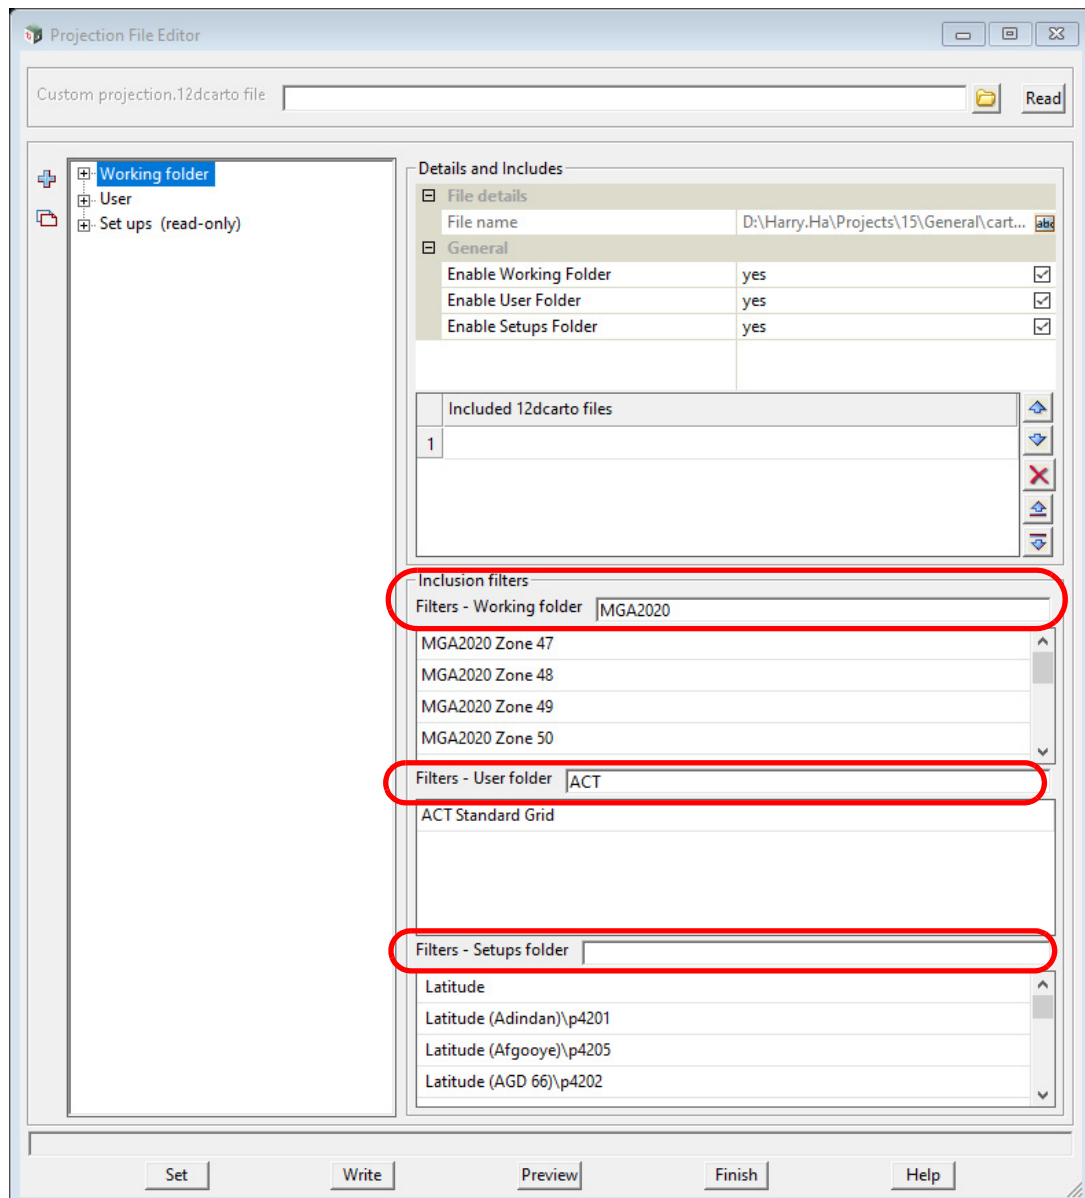 Projection File Editor
Custom projection.12dcarto file
Read
Working folder
User
Set ups (read-only)
Details and Includes
File details
File name D:\Harry.Ha\Projects\15\General\cart... abc
General
Enable Working Folder yes
Enable User Folder yes
Enable Setups Folder yes
Included 12dcarto files
1
Inclusion filters
Filters - Working folder MGA2020
MGA2020 Zone 47
MGA2020 Zone 48
MGA2020 Zone 49
MGA2020 Zone 50
Filters - User folder ACT
ACT Standard Grid
Filters - Setups folder
Latitude
Latitude (Adindan)\p4201
Latitude (Afgooye)\p4205
Latitude (AGD 66)\p4202
Set Write Preview Finish Help